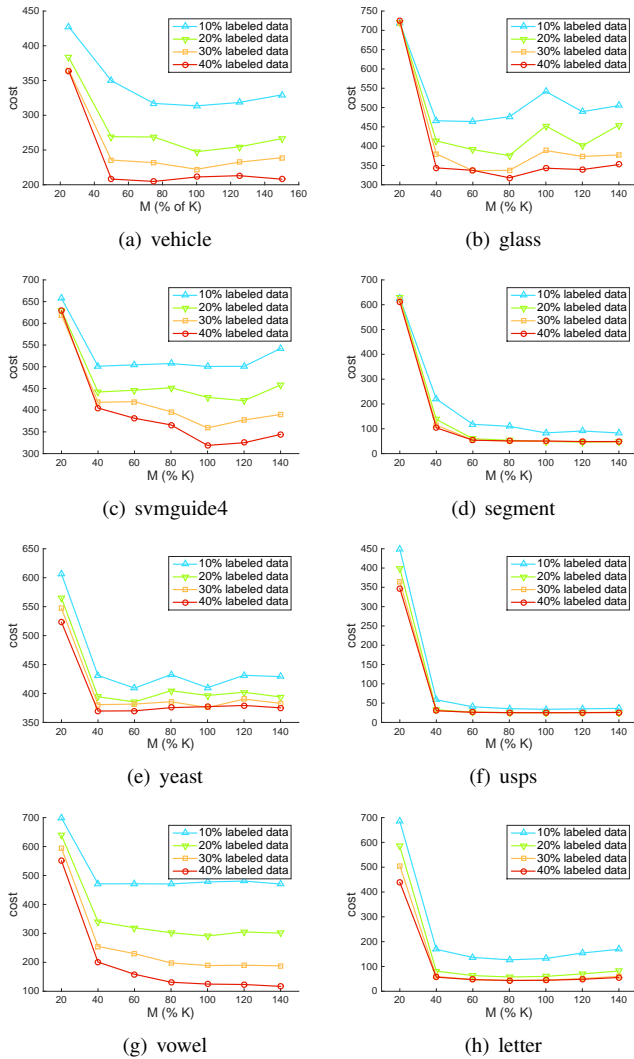 450
400
350
300
250
200
cost
20 40 60 80 100 120 140 160
M (% of K)
10% labeled data
20% labeled data
30% labeled data
40% labeled data
(a) vehicle
750
700
650
600
550
500
450
400
350
300
cost
20 40 60 80 100 120 140
M (% K)
10% labeled data
20% labeled data
30% labeled data
40% labeled data
(b) glass
700
650
600
550
500
450
400
350
300
cost
20 40 60 80 100 120 140
M (% K)
10% labeled data
20% labeled data
30% labeled data
40% labeled data
(c) svmguide4
700
600
500
400
300
200
100
0
cost
20 40 60 80 100 120 140
M (% K)
10% labeled data
20% labeled data
30% labeled data
40% labeled data
(d) segment
650
600
550
500
450
400
350
cost
20 40 60 80 100 120 140
M (% K)
10% labeled data
20% labeled data
30% labeled data
40% labeled data
(e) yeast
450
400
350
300
250
200
150
100
50
0
cost
20 40 60 80 100 120 140
M (% K)
10% labeled data
20% labeled data
30% labeled data
40% labeled data
(f) usps
700
600
500
400
300
200
100
cost
20 40 60 80 100 120 140
M (% K)
10% labeled data
20% labeled data
30% labeled data
40% labeled data
(g) vowel
700
600
500
400
300
200
100
0
cost
20 40 60 80 100 120 140
M (% K)
10% labeled data
20% labeled data
30% labeled data
40% labeled data
(h) letter